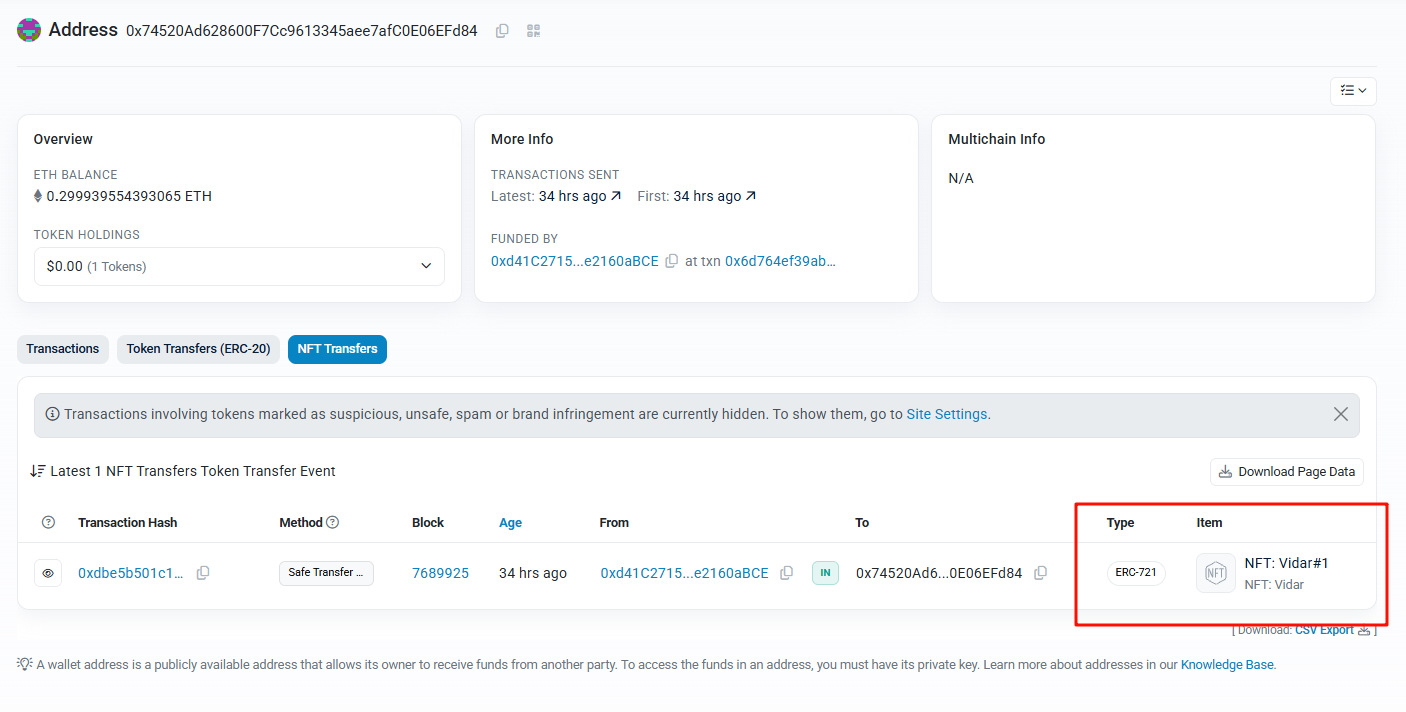 Address 0x74520Ad628600F7Cc9613345aee7afC0E06EFd84
Overview
ETH BALANCE
0.299939554393065 ETH
TOKEN HOLDINGS
$0.00 (1 Tokens)
More Info
TRANSACTIONS SENT
Latest: 34 hrs ago First: 34 hrs ago
FUNDED BY
0xd41C2715...e2160aBCE at txn 0x6d764ef39ab...
Multichain Info
N/A
Transactions Token Transfers (ERC-20) NFT Transfers
Transactions involving tokens marked as suspicious, unsafe, spam or brand infringement are currently hidden. To show them, go to Site Settings.
Latest 1 NFT Transfers Token Transfer Event Download Page Data
Transaction Hash Method Block Age From To Type Item
0xdbe5b501c1... Safe Transfer ... 7689925 34 hrs ago 0xd41C2715...e2160aBCE IN 0x74520Ad6...0E06EFd84 ERC-721 NFT NFT: Vidar#1
NFT: Vidar
[ Download: CSV Export ]
A wallet address is a publicly available address that allows its owner to receive funds from another party. To access the funds in an address, you must have its private key. Learn more about addresses in our Knowledge Base.